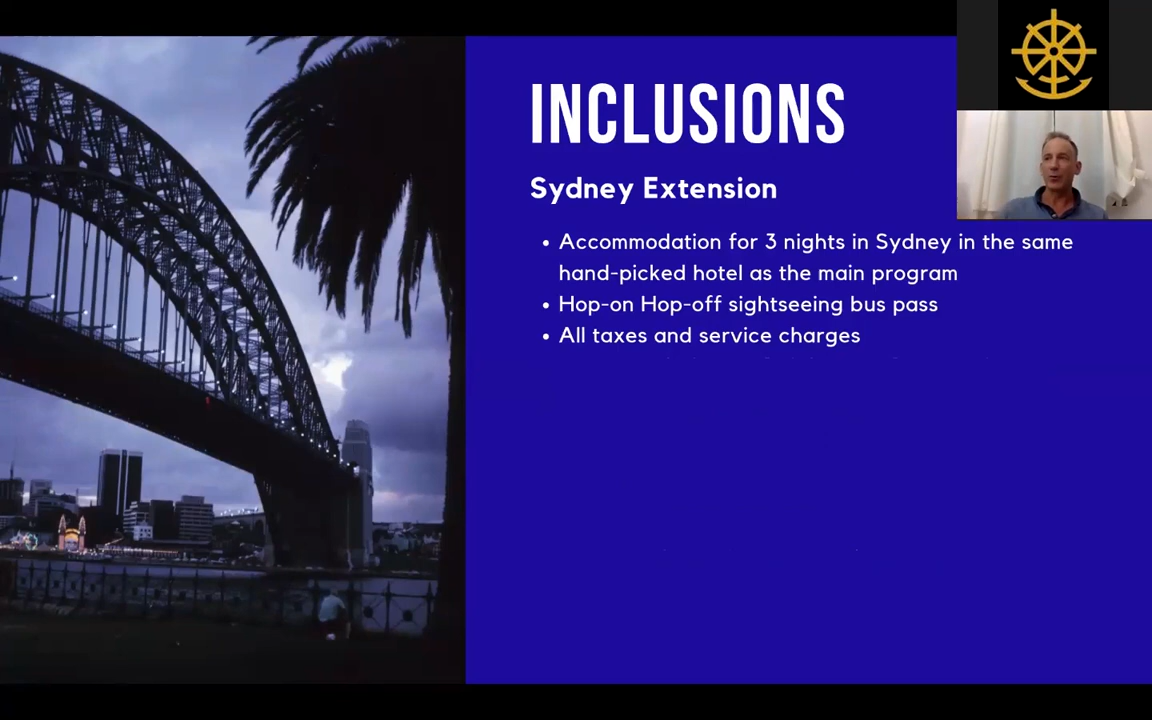 INCLUSIONS
Sydney Extension
• Accommodation for 3 nights in Sydney in the same
hand-picked hotel as the main program
• Hop-on Hop-off sightseeing bus pass
• All taxes and service charges